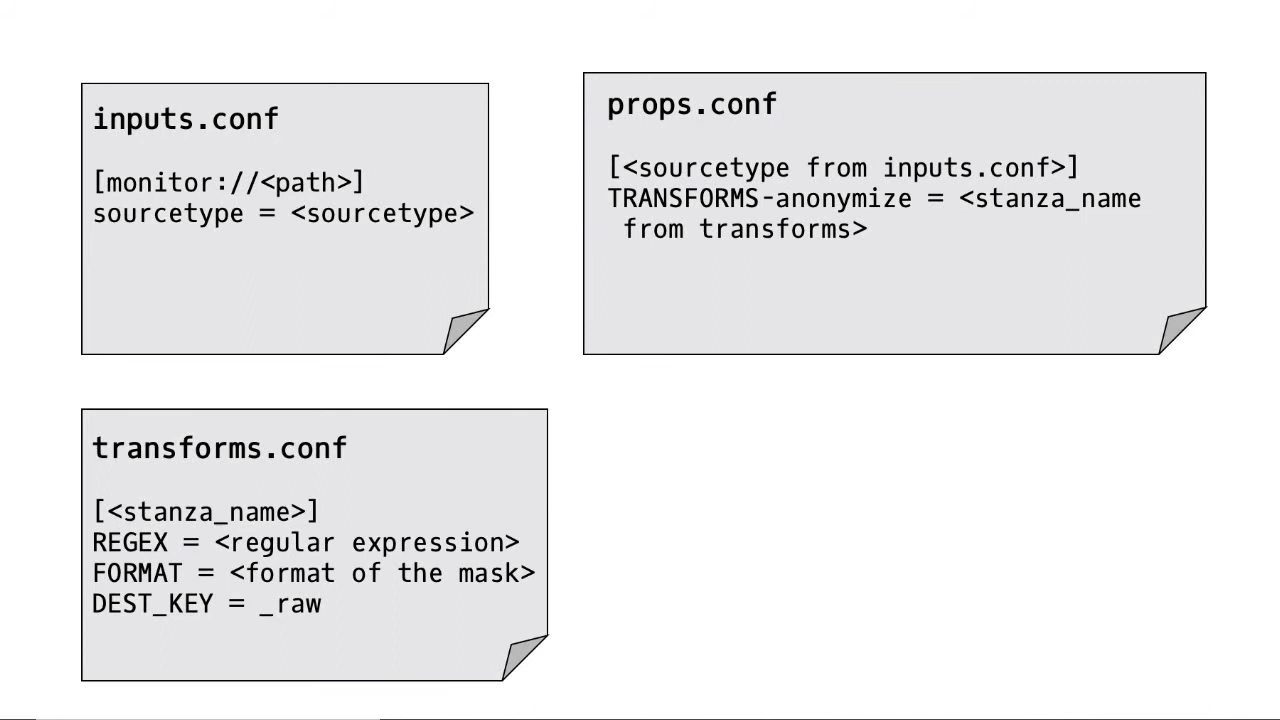 inputs.conf
[monitor://<path>]
sourcetype = <sourcetype>
props.conf
[<sourcetype from inputs.conf>]
TRANSFORMS-anonymize = <stanza_name
from transforms>
transforms.conf
[<stanza_name>]
REGEX = <regular expression>
FORMAT = <format of the mask>
DEST_KEY = _raw